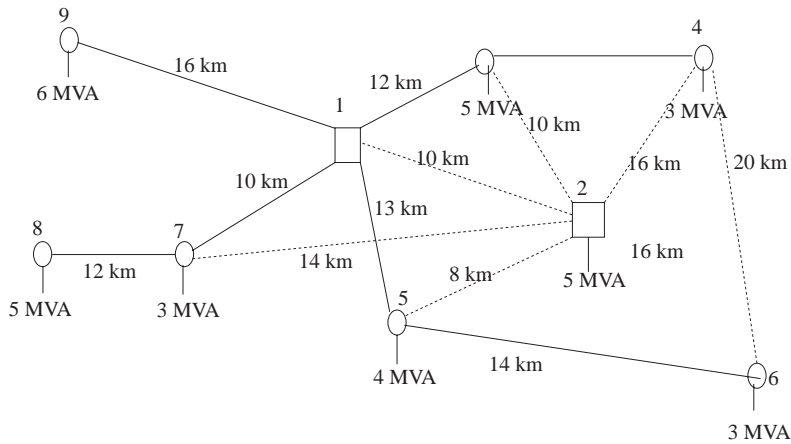 9
4
16 km
12 km
6 MVA
1
5 MVA
3 MVA
10 km
10 km
16 km
20 km
10 km
2
13 km
8
7
16 km
12 km
14 km
8 km
5 MVA
5 MVA
3 MVA
5
14 km
4 MVA
6
3 MVA